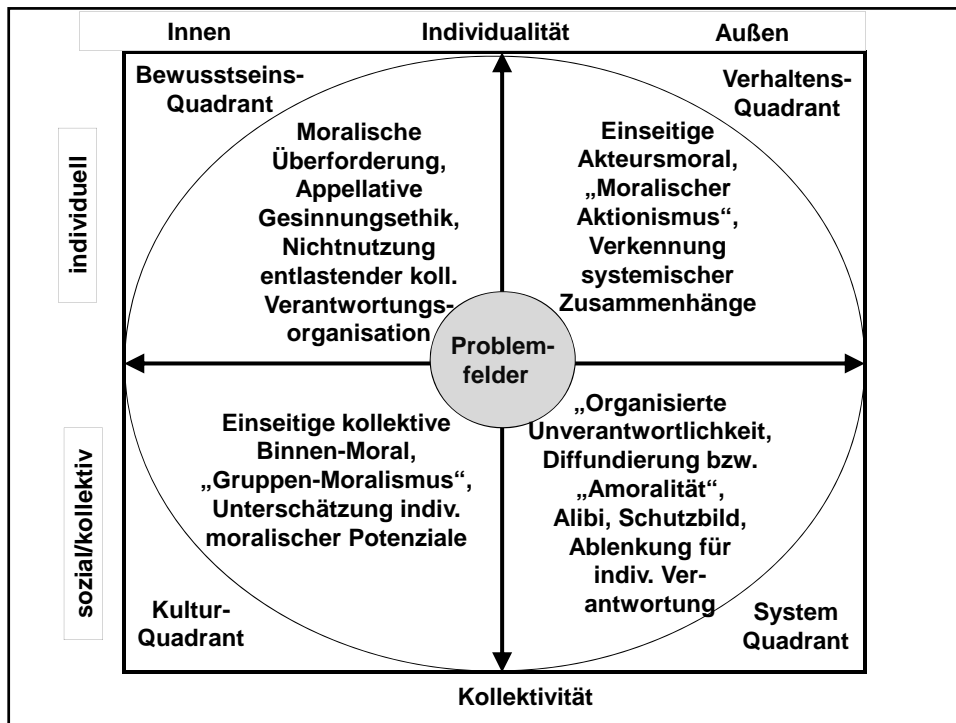 Innen Individualität Außen
Bewusstseins-
Quadrant
Verhaltens-
Quadrant
individuell
Moralische
Überforderung,
Appellative
Gesinnungsethik,
Nichtnutzung
entlastender koll.
Verantwortungs-
organisation
Einseitige
Akteursmoral,
„Moralischer
Aktionismus“,
Verkennung
systemischer
Zusammenhänge
Problem-
felder
sozial/kollektiv
Einseitige kollektive
Binnen-Moral,
„Gruppen-Moralismus“,
Unterschätzung indiv.
moralischer Potenziale
„Organisierte
Unverantwortlichkeit,
Diffundierung bzw.
„Amoralität“,
Alibi, Schutzbild,
Ablenkung für
indiv. Ver-
antwortung
Kultur-
Quadrant
System
Quadrant
Kollektivität